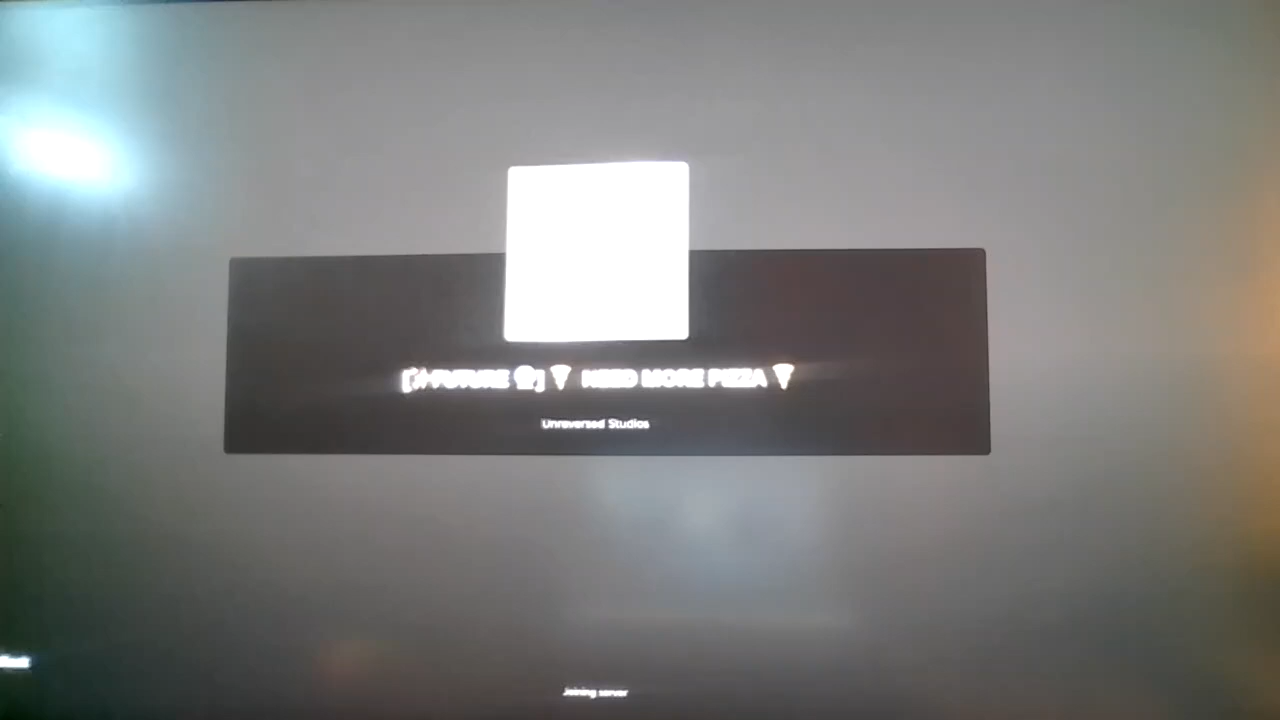 [✨FUTURE 🤖] 🍕 NEED MORE PIZZA 🍕
Unreversed Studios
Joining server